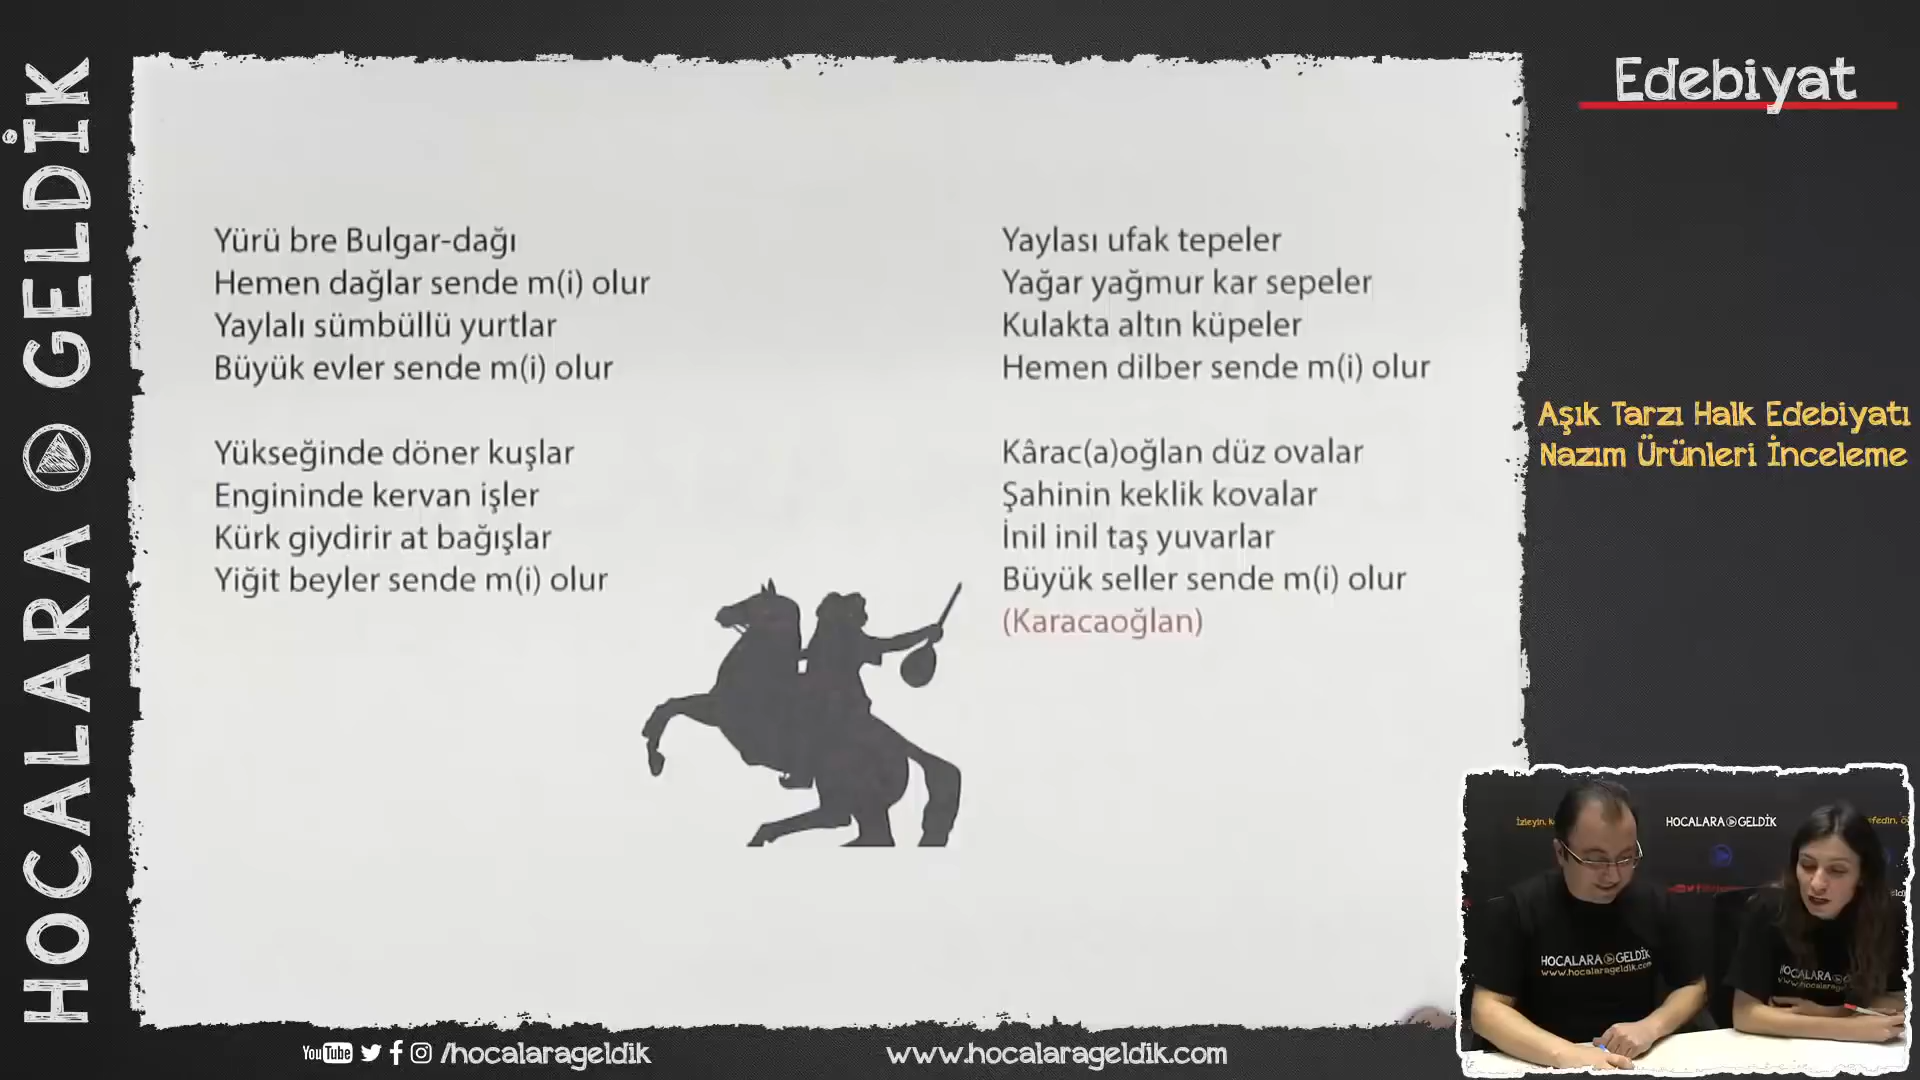 HOCALARA GELDİK
Edebiyat
Yürü bre Bulgar-dağı
Hemen dağlar sende m(i) olur
Yaylalı sümbüllü yurtlar
Büyük evler sende m(i) olur
Yükseğinde döner kuşlar
Engininde kervan işler
Kürk giydirir at bağışlar
Yiğit beyler sende m(i) olur
Yaylası ufak tepeler
Yağar yağmur kar sepeler
Kulakta altın küpeler
Hemen dilber sende m(i) olur
Kârac(a)oğlan düz ovalar
Şahinin keklik kovalar
İnil inil taş yuvarlar
Büyük seller sende m(i) olur
(Karacaoğlan)
Aşık Tarzı Halk Edebiyatı
Nazım Ürünleri İnceleme
HOCALARA GELDİK
HOCALARA GELDİK
www.hocalarageldik.com
HOCALARA
YouTube /hocalarageldik
www.hocalarageldik.com